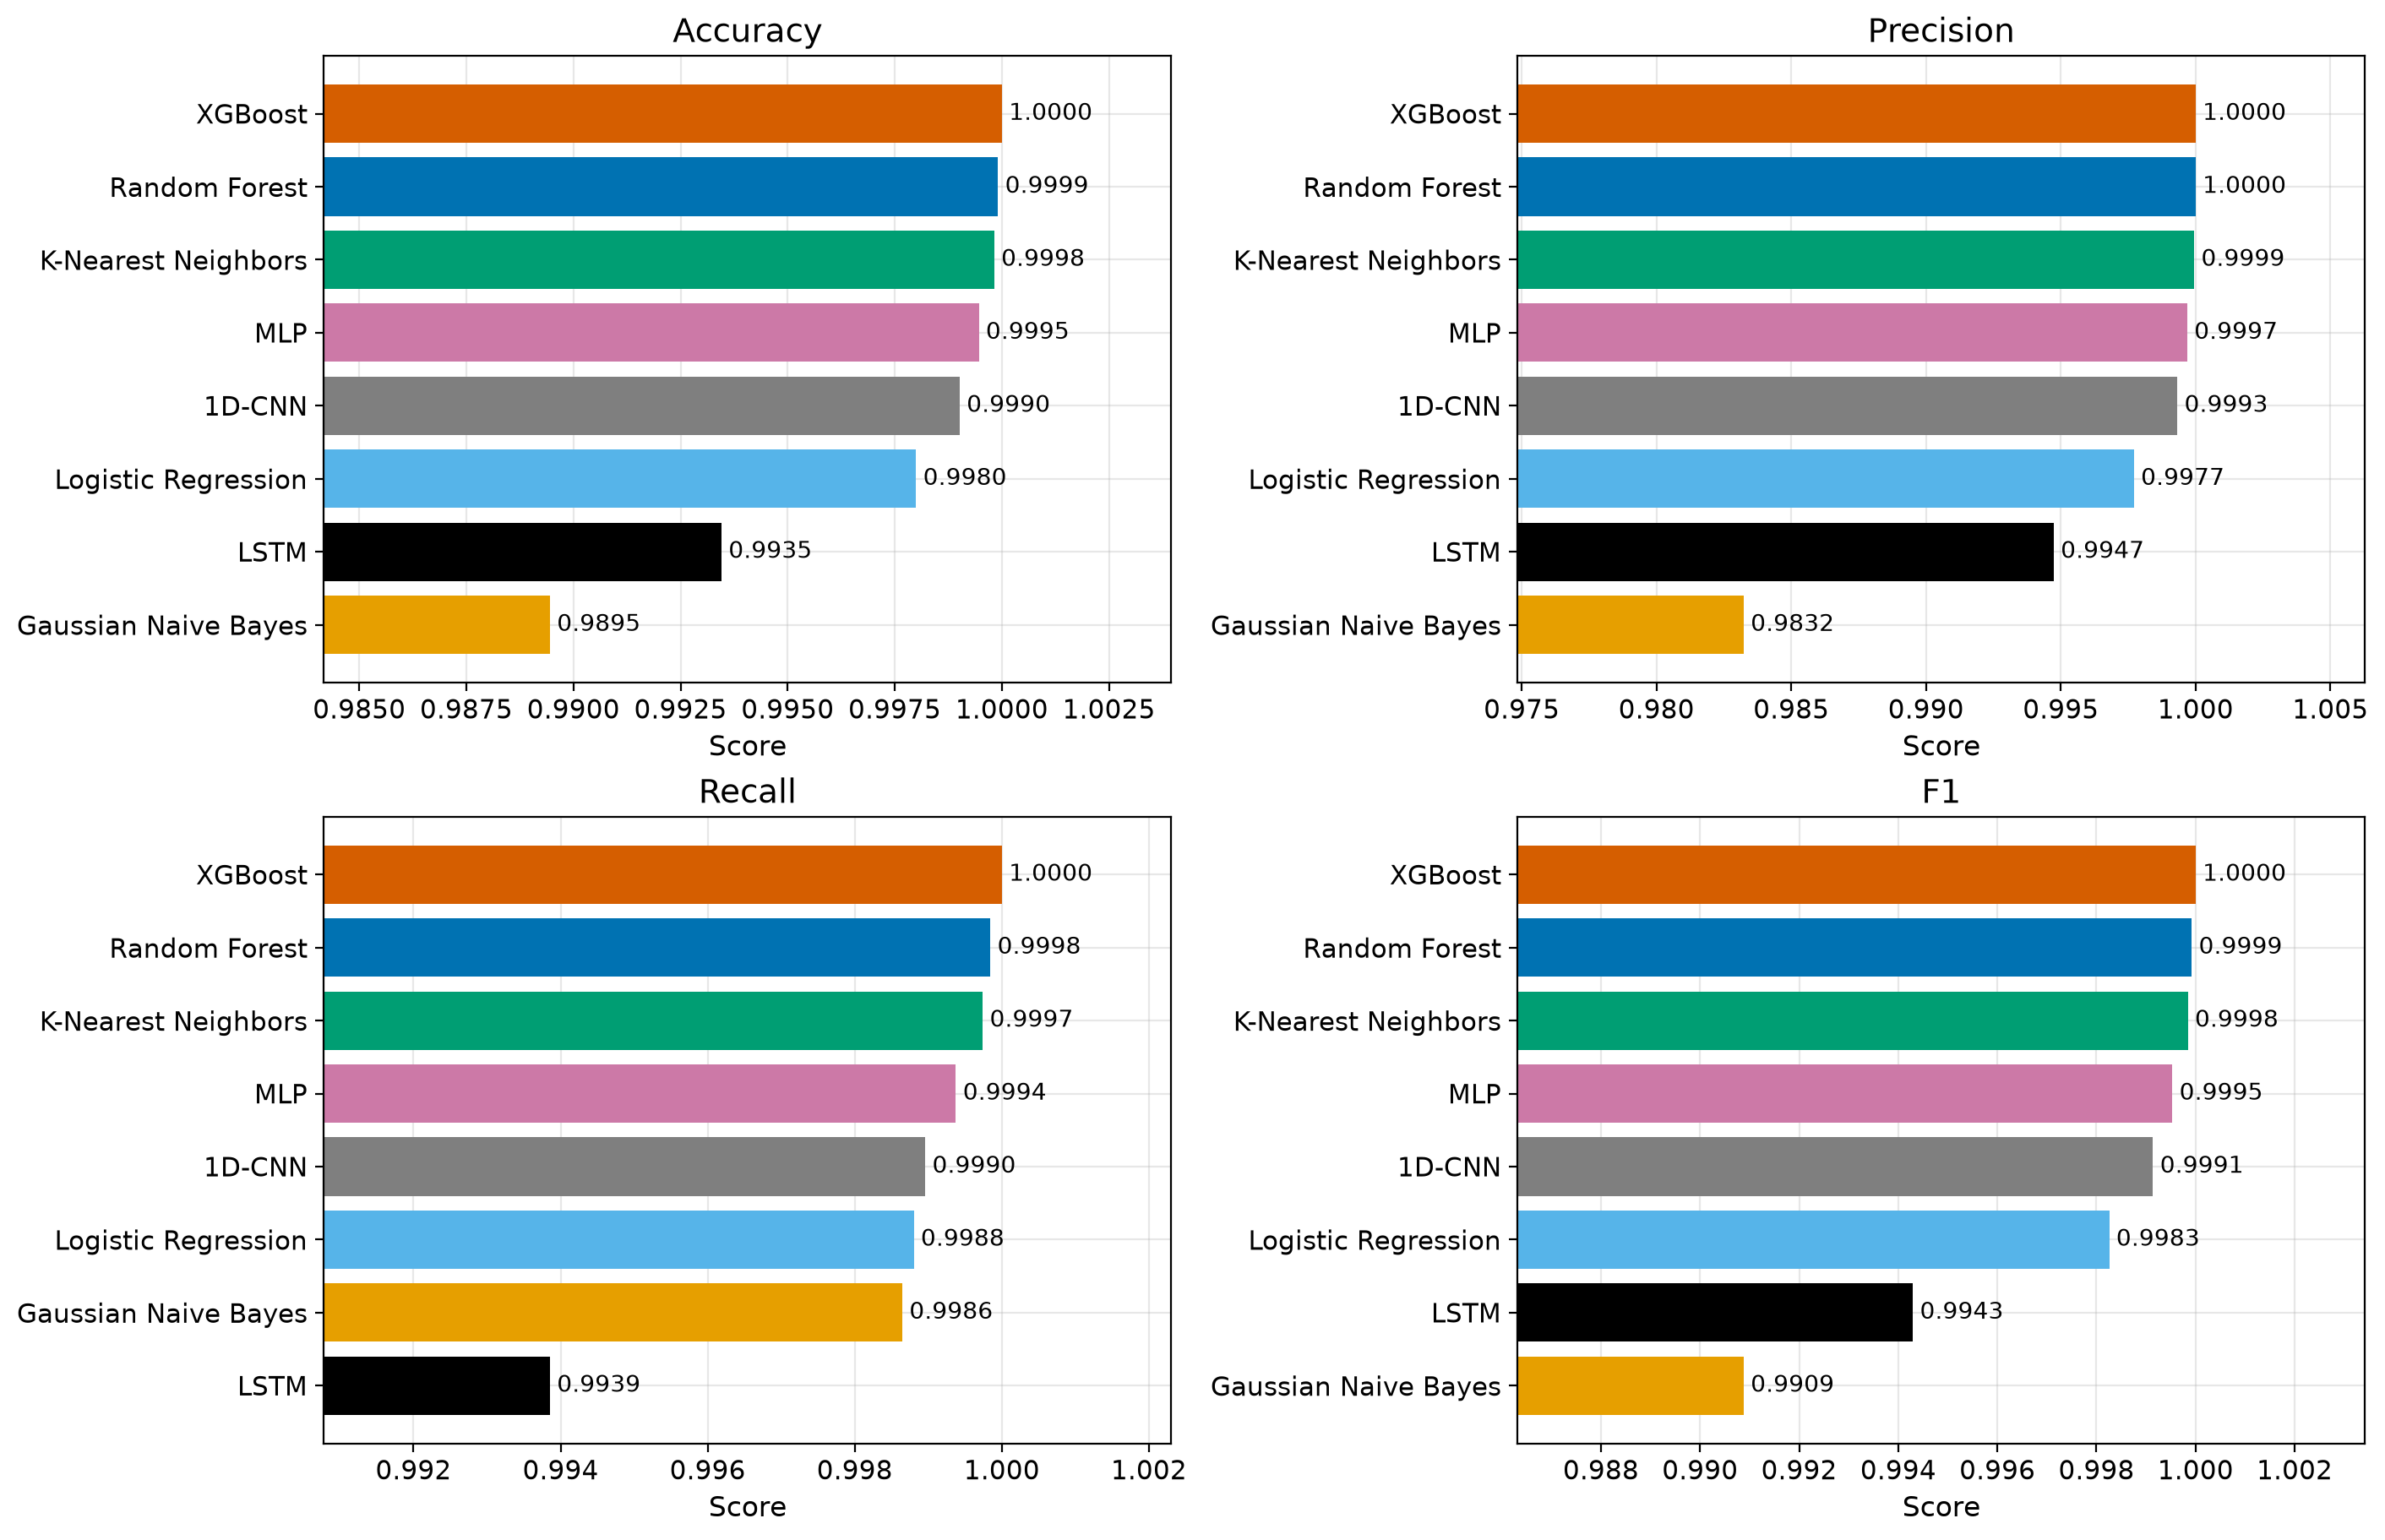 Accuracy
XGBoost 1.0000
Random Forest 0.9999
K-Nearest Neighbors 0.9998
MLP 0.9995
1D-CNN 0.9990
Logistic Regression 0.9980
LSTM 0.9935
Gaussian Naive Bayes 0.9895
0.9850 0.9875 0.9900 0.9925 0.9950 0.9975 1.0000 1.0025
Score
Precision
XGBoost 1.0000
Random Forest 1.0000
K-Nearest Neighbors 0.9999
MLP 0.9997
1D-CNN 0.9993
Logistic Regression 0.9977
LSTM 0.9947
Gaussian Naive Bayes 0.9832
0.975 0.980 0.985 0.990 0.995 1.000 1.005
Score
Recall
XGBoost 1.0000
Random Forest 0.9998
K-Nearest Neighbors 0.9997
MLP 0.9994
1D-CNN 0.9990
Logistic Regression 0.9988
Gaussian Naive Bayes 0.9986
LSTM 0.9939
0.992 0.994 0.996 0.998 1.000 1.002
Score
F1
XGBoost 1.0000
Random Forest 0.9999
K-Nearest Neighbors 0.9998
MLP 0.9995
1D-CNN 0.9991
Logistic Regression 0.9983
LSTM 0.9943
Gaussian Naive Bayes 0.9909
0.988 0.990 0.992 0.994 0.996 0.998 1.000 1.002
Score